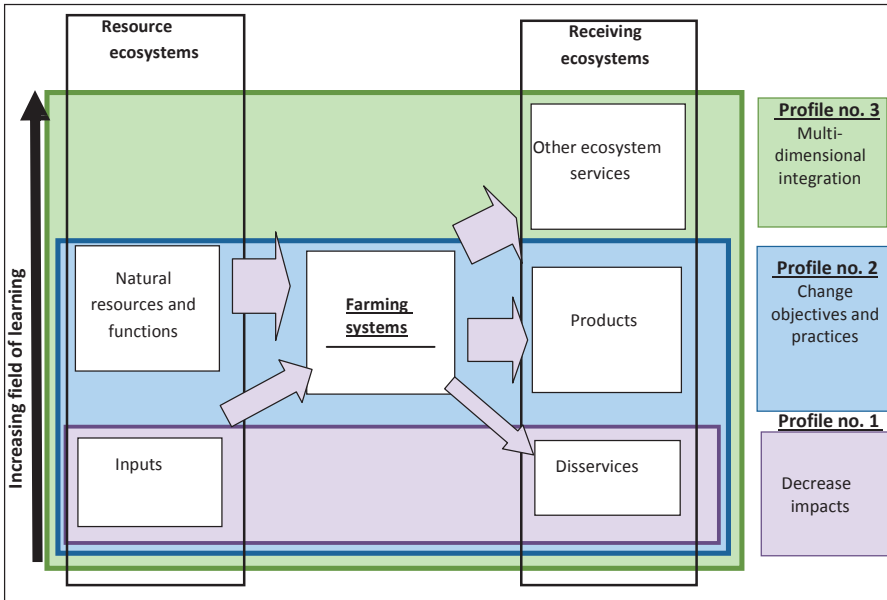 Resource
ecosystems
Receiving
ecosystems
Increasing field of learning
Other ecosystem
services
Natural
resources and
functions
Farming
systems
Products
Inputs
Disservices
Profile no. 3
Multi-
dimensional
integration
Profile no. 2
Change
objectives and
practices
Profile no. 1
Decrease
impacts